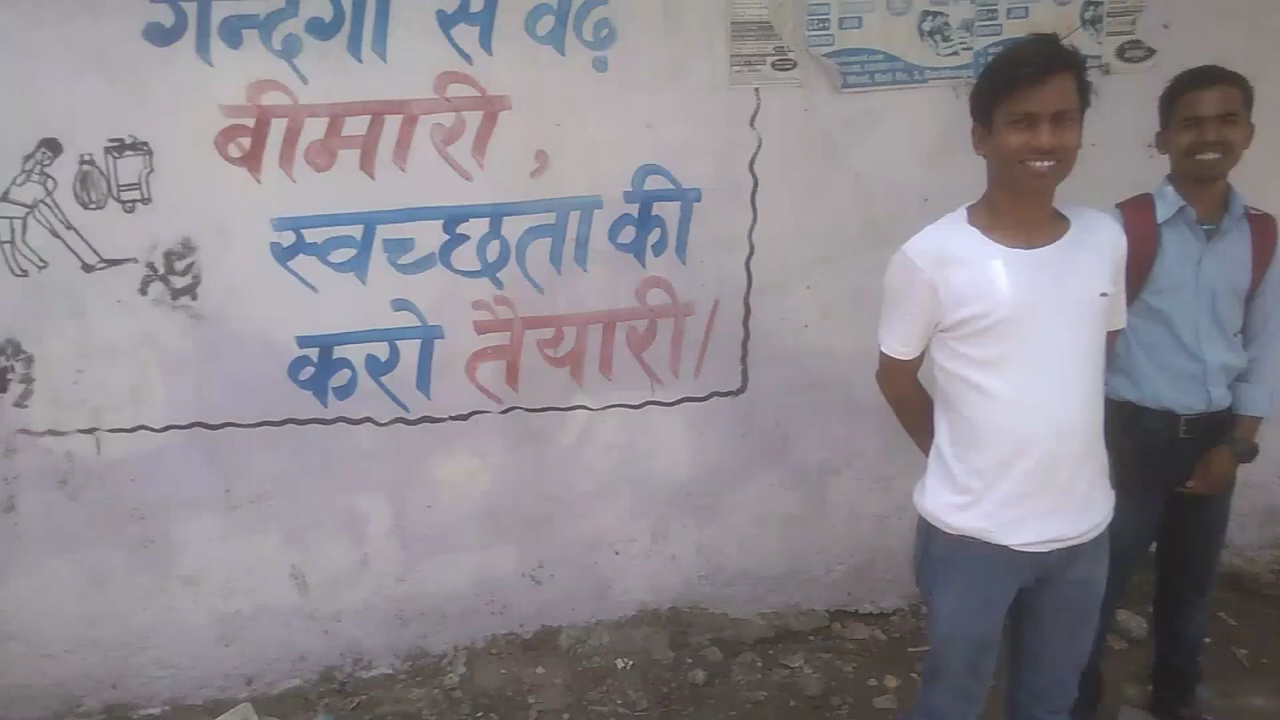 गन्दगी से बढ़े
बीमारी ,
स्वच्छता की
करो तैयारी।